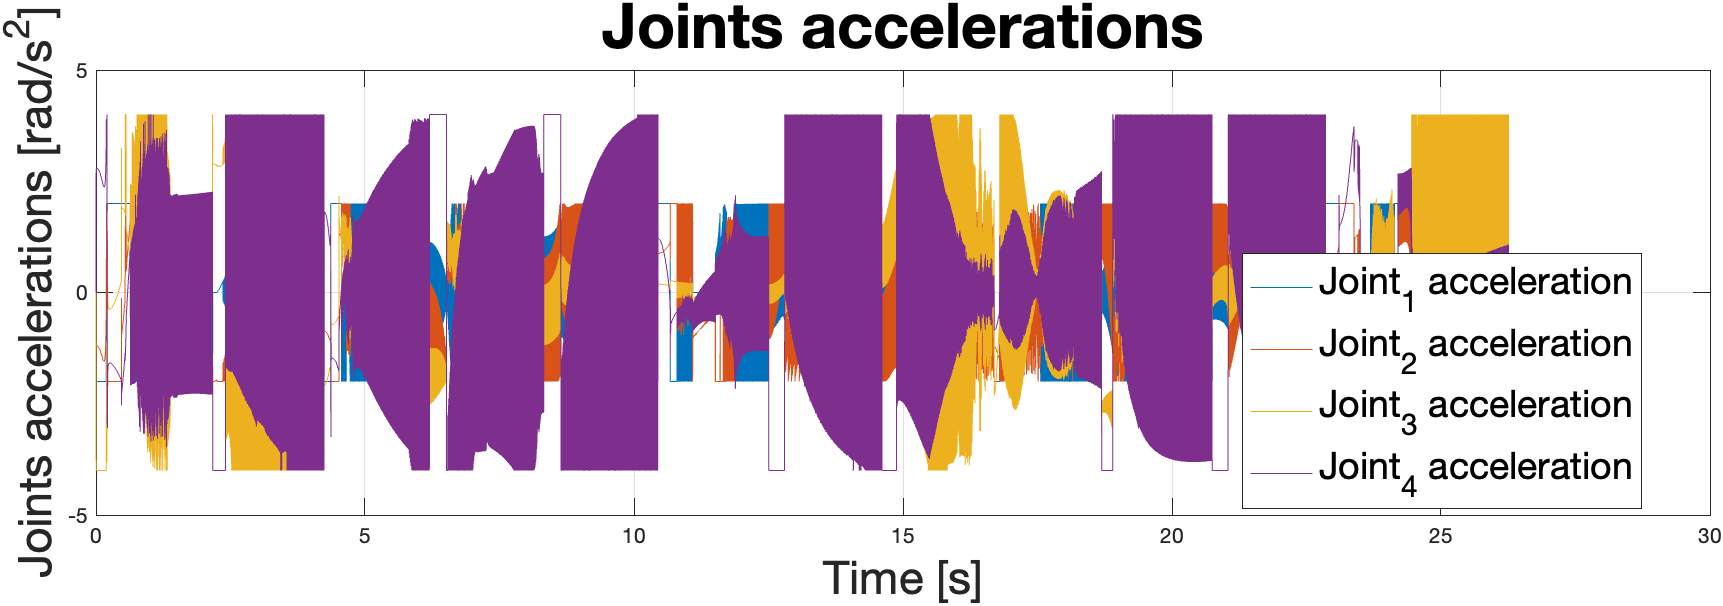 Joints accelerations
Joints accelerations [rad/s²]
5
0
-5
Joint₁ acceleration
Joint₂ acceleration
Joint₃ acceleration
Joint₄ acceleration
0 5 10 15 20 25 30
Time [s]